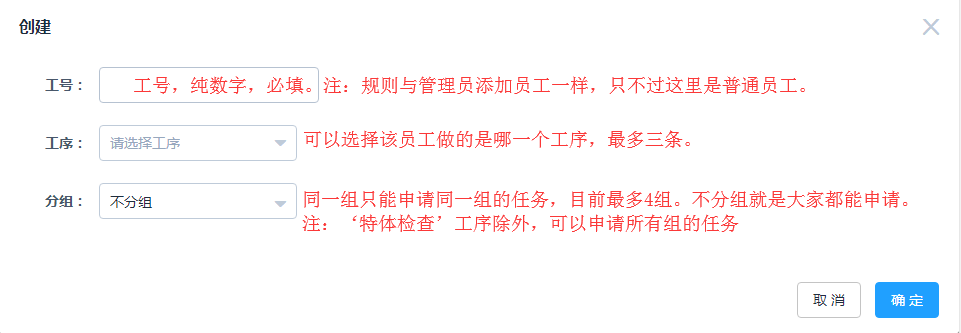 创建
工号： 工号，纯数字，必填。注：规则与管理员添加员工一样，只不过这里是普通员工。
工序： 请选择工序 可以选择该员工做的是哪一个工序，最多三条。
分组： 不分组 同一组只能申请同一组的任务，目前最多4组。不分组就是大家都能申请。
注：‘特体检查’工序除外，可以申请所有组的任务
取消 确定